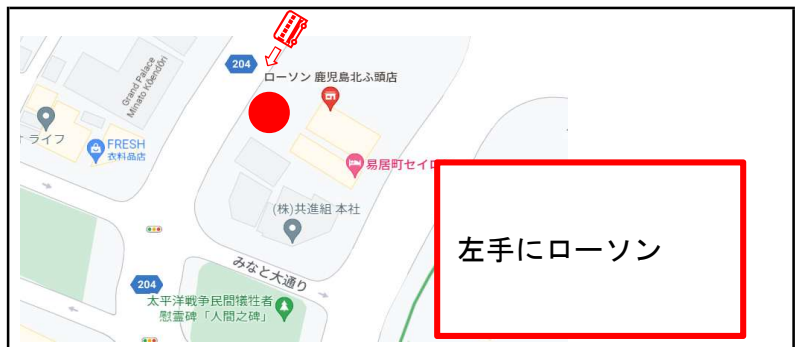 204
ローソン 鹿児島北ふ頭店
Grand Palace
Minato Kōendōri
ライフ
FRESH
衣料品店
易居町セイロ
(株)共進組 本社
左手にローソン
みなと大通り
204
太平洋戦争民間犠牲者
慰霊碑「人間之碑」